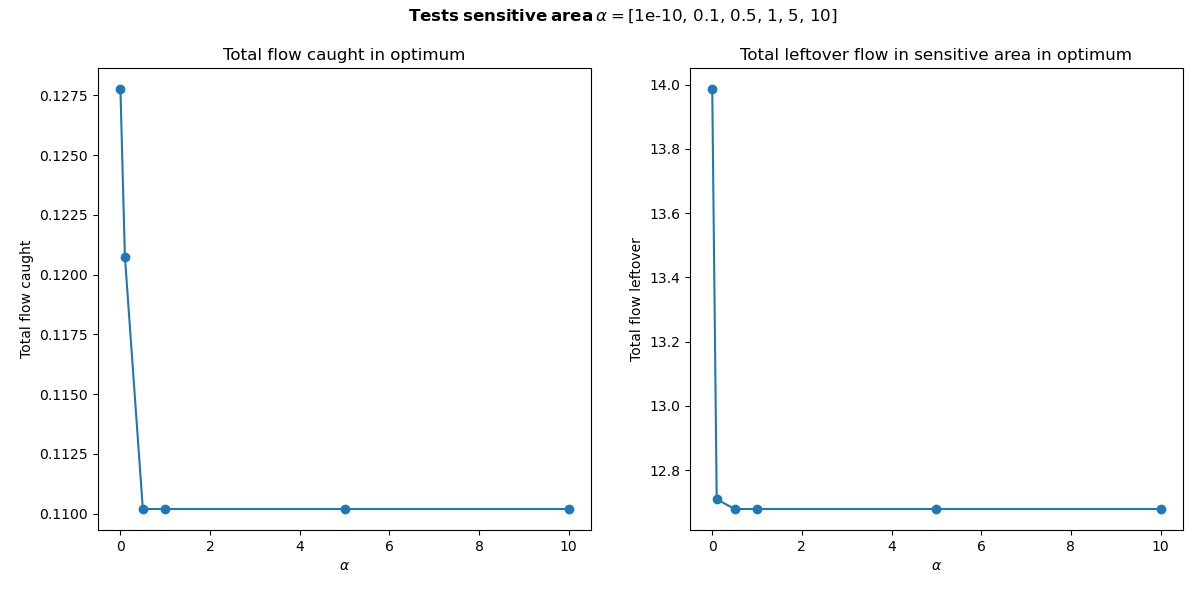 Tests sensitive area α = [1e-10, 0.1, 0.5, 1, 5, 10]
Total flow caught in optimum
Total flow caught
0.1275
0.1250
0.1225
0.1200
0.1175
0.1150
0.1125
0.1100
0 2 4 6 8 10
α
Total leftover flow in sensitive area in optimum
Total flow leftover
14.0
13.8
13.6
13.4
13.2
13.0
12.8
0 2 4 6 8 10
α